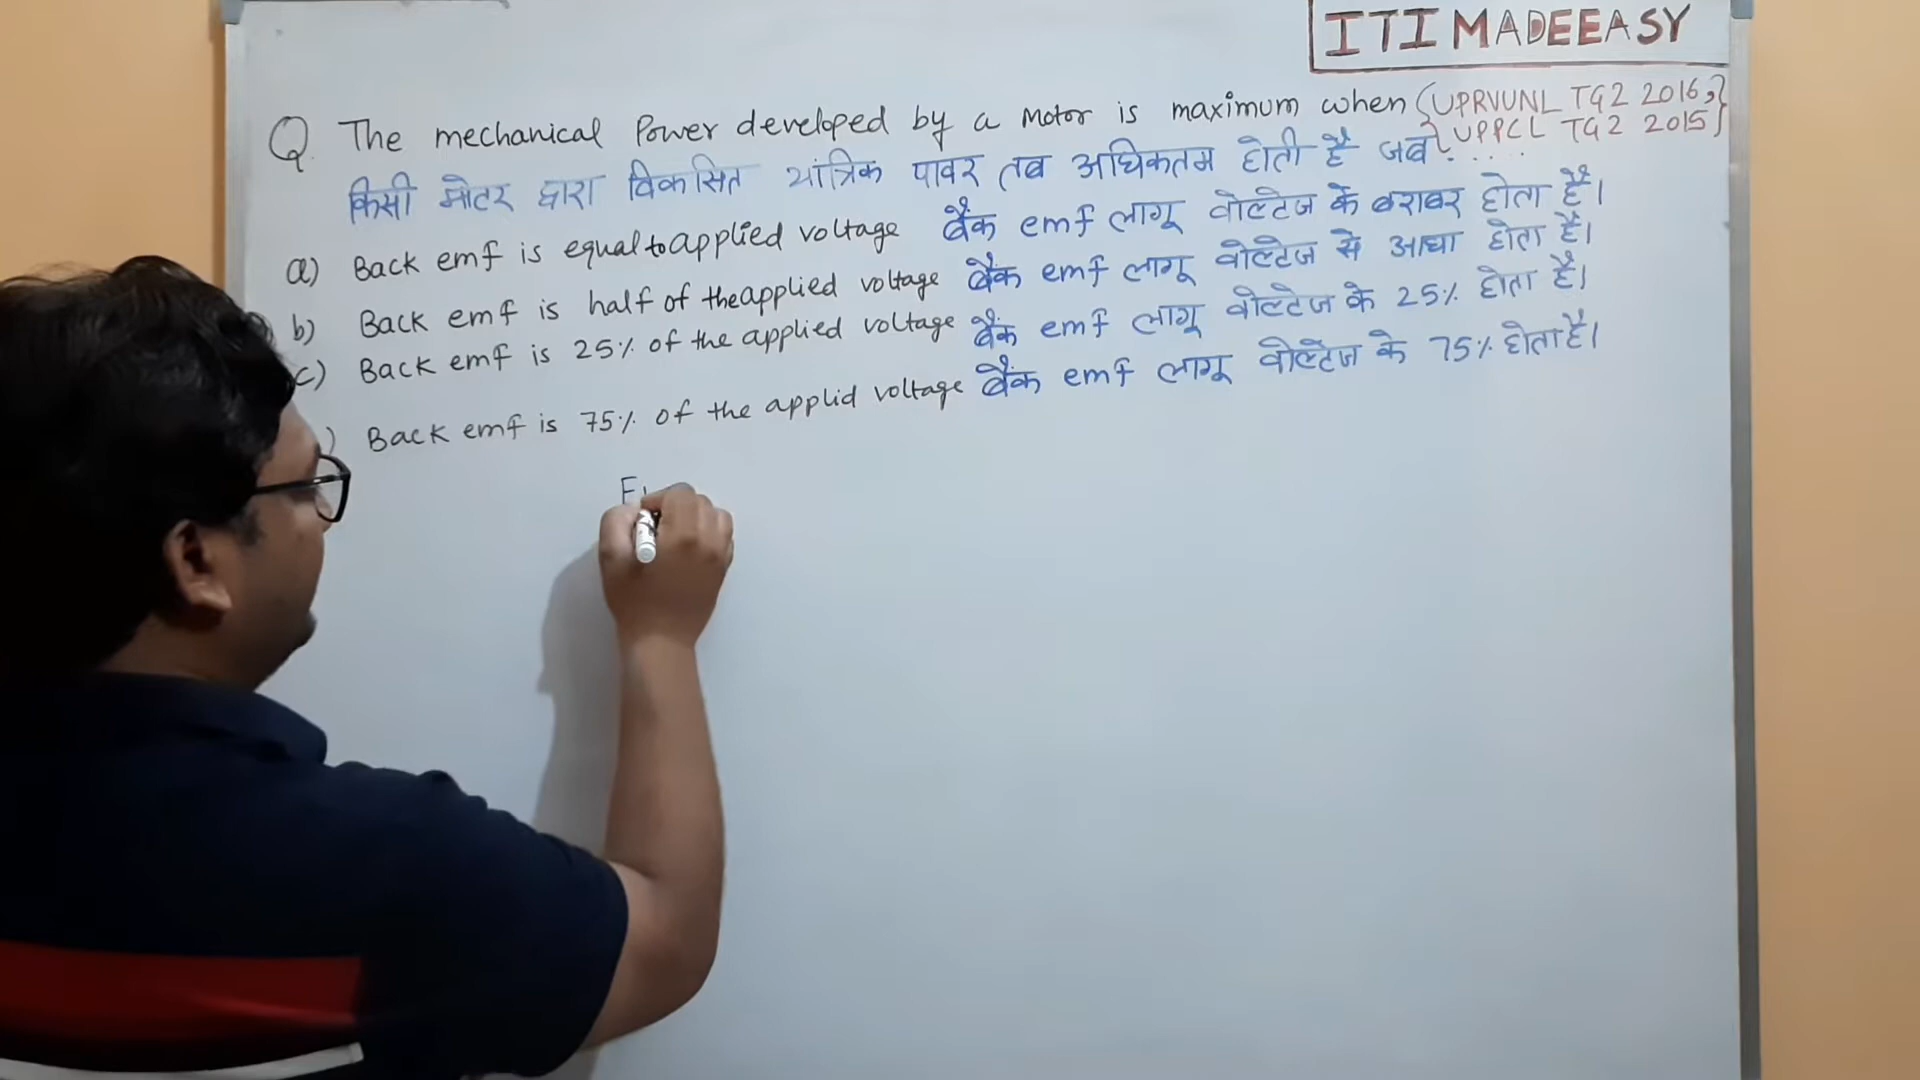 ITI MADEEASY
Q. The mechanical Power developed by a Motor is maximum when {UPRVUNL TG2 2016,
UPPCL TG2 2015}
किसी मोटर द्वारा विकसित यांत्रिक पावर तब अधिकतम होती है जब.....
a) Back emf is equal to applied voltage बैक emf लागू वोल्टेज के बराबर होता है।
b) Back emf is half of the applied voltage बैक emf लागू वोल्टेज से आधा होता है।
c) Back emf is 25% of the applied voltage बैक emf लागू वोल्टेज के 25% होता है।
) Back emf is 75% of the applid voltage बैक emf लागू वोल्टेज के 75% होता है।